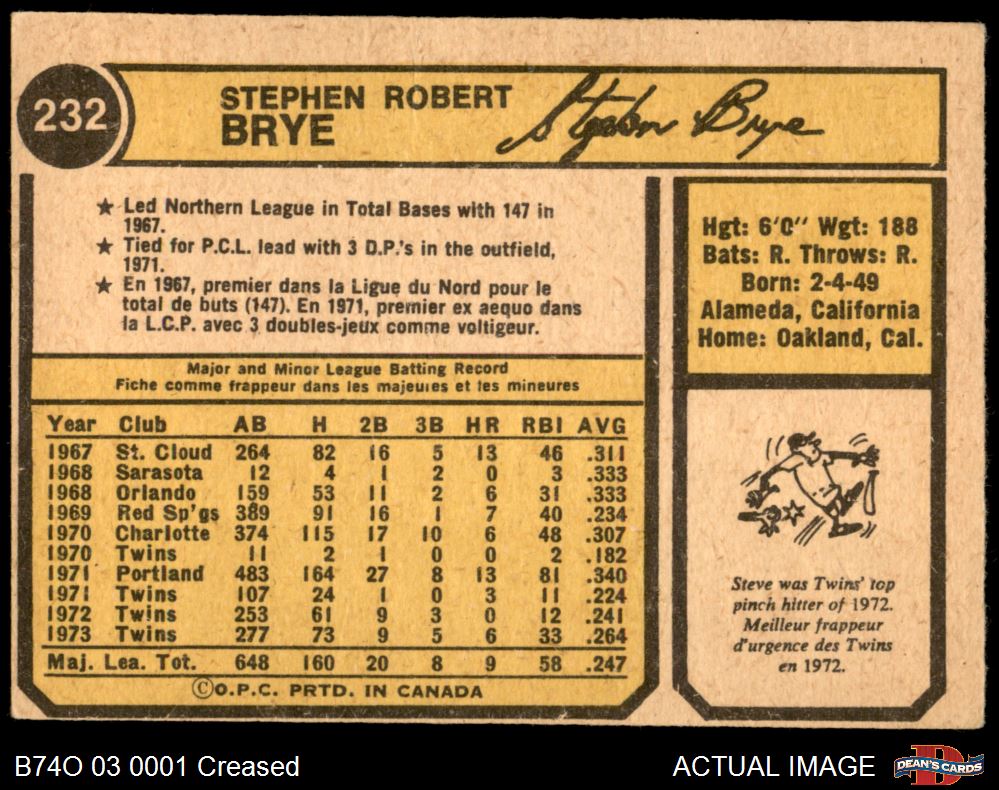 232
STEPHEN ROBERT
BRYE
Stephen Brye
★ Led Northern League in Total Bases with 147 in
1967.
★ Tied for P.C.L. lead with 3 D.P.'s in the outfield,
1971.
★ En 1967, premier dans la Ligue du Nord pour le
total de buts (147). En 1971, premier ex aequo dans
la L.C.P. avec 3 doubles-jeux comme voltigeur.
Hgt: 6'0" Wgt: 188
Bats: R. Throws: R.
Born: 2-4-49
Alameda, California
Home: Oakland, Cal.
Major and Minor League Batting Record
Fiche comme frappeur dans les majeures et les mineures
Year Club AB H 2B 3B HR RBI AVG
1967 St. Cloud 264 82 16 5 13 46 .311
1968 Sarasota 12 4 1 2 0 3 .333
1968 Orlando 159 53 11 2 6 31 .333
1969 Red Sp'gs 389 91 16 1 7 40 .234
1970 Charlotte 374 115 17 10 6 48 .307
1970 Twins 11 2 1 0 0 2 .182
1971 Portland 483 164 27 8 13 81 .340
1971 Twins 107 24 1 0 3 11 .224
1972 Twins 253 61 9 3 0 12 .241
1973 Twins 277 73 9 5 6 33 .264
Maj. Lea. Tot. 648 160 20 8 9 58 .247
©O.P.C. PRTD. IN CANADA
Steve was Twins' top
pinch hitter of 1972.
Meilleur frappeur
d'urgence des Twins
en 1972.
B74O 03 0001 Creased
ACTUAL IMAGE
DEAN'S CARDS